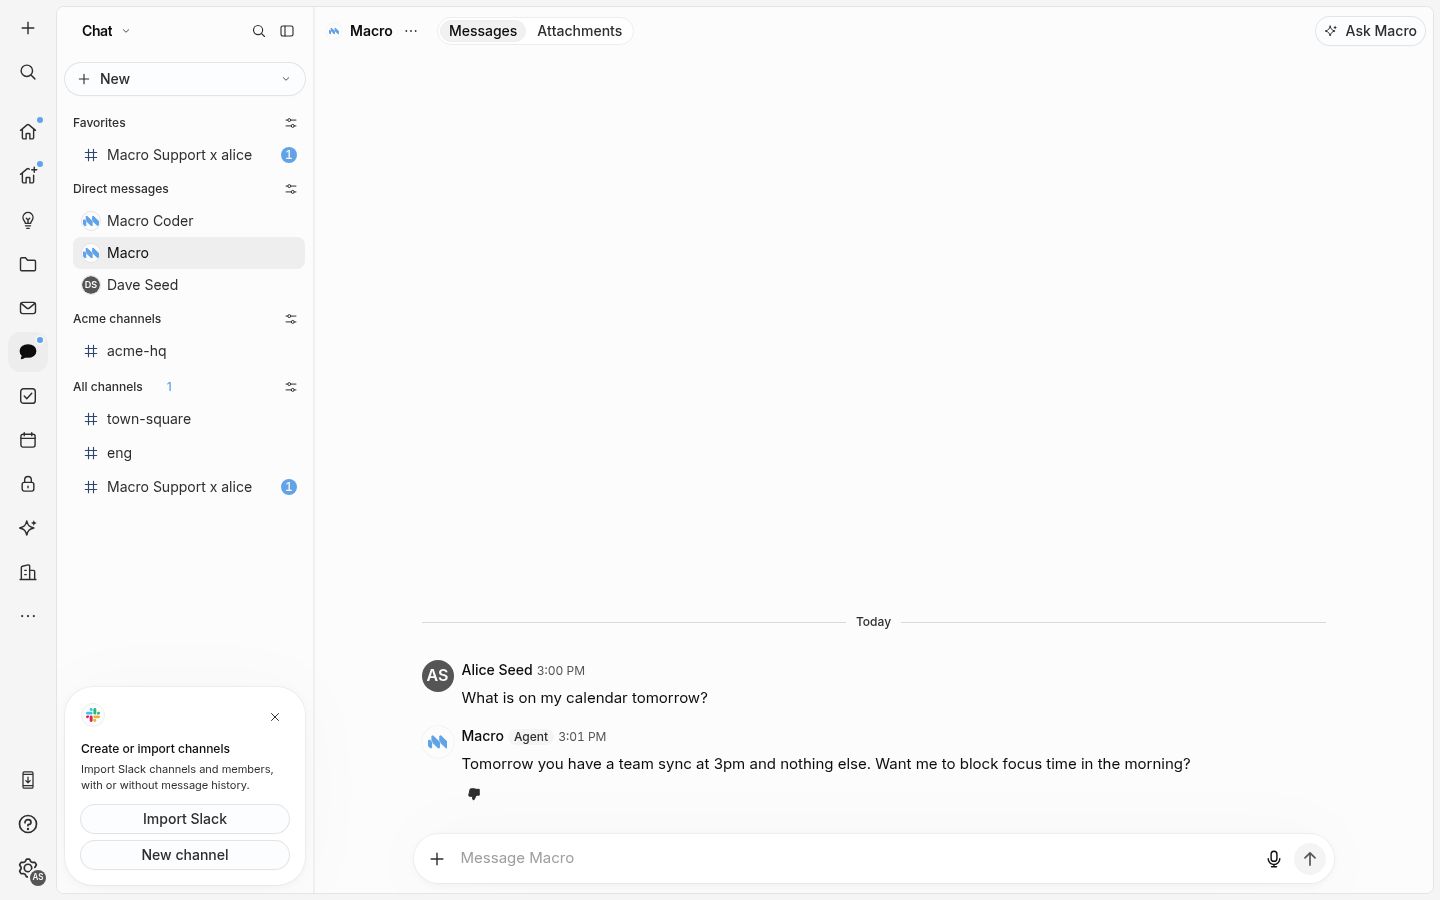 Chat
Macro
Messages
Attachments
Ask Macro
New
Favorites
Macro Support x alice 1
Direct messages
Macro Coder
Macro
DS Dave Seed
Acme channels
acme-hq
All channels 1
town-square
eng
Macro Support x alice 1
Create or import channels
Import Slack channels and members,
with or without message history.
Import Slack
New channel
AS
Today
AS Alice Seed 3:00 PM
What is on my calendar tomorrow?
Macro Agent 3:01 PM
Tomorrow you have a team sync at 3pm and nothing else. Want me to block focus time in the morning?
Message Macro